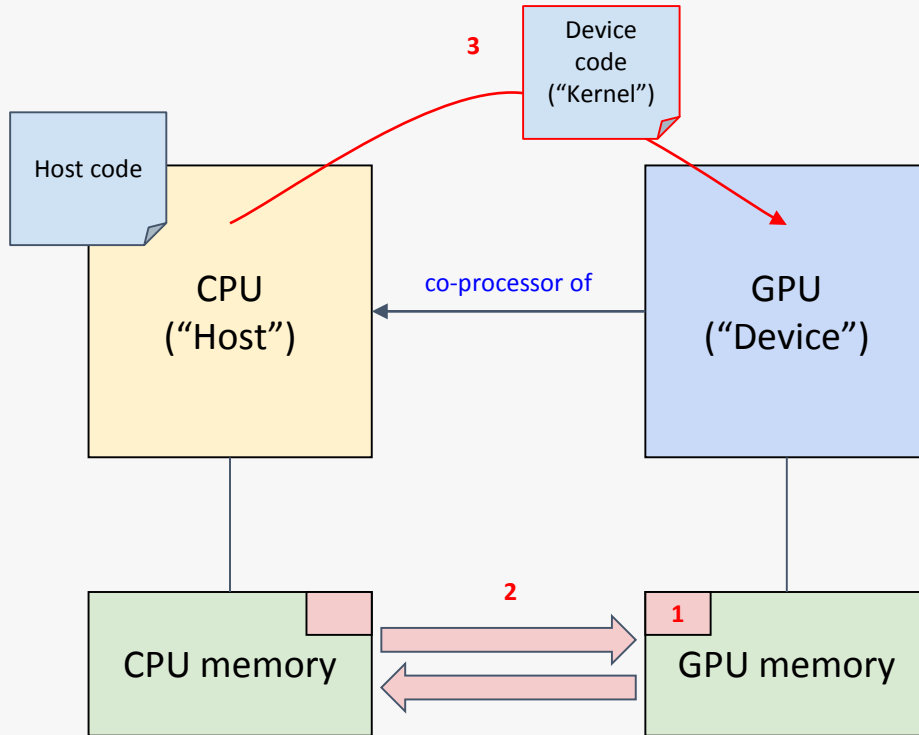 3
Device
code
(“Kernel”)
Host code
CPU
(“Host”)
co-processor of
GPU
(“Device”)
2
1
CPU memory
GPU memory